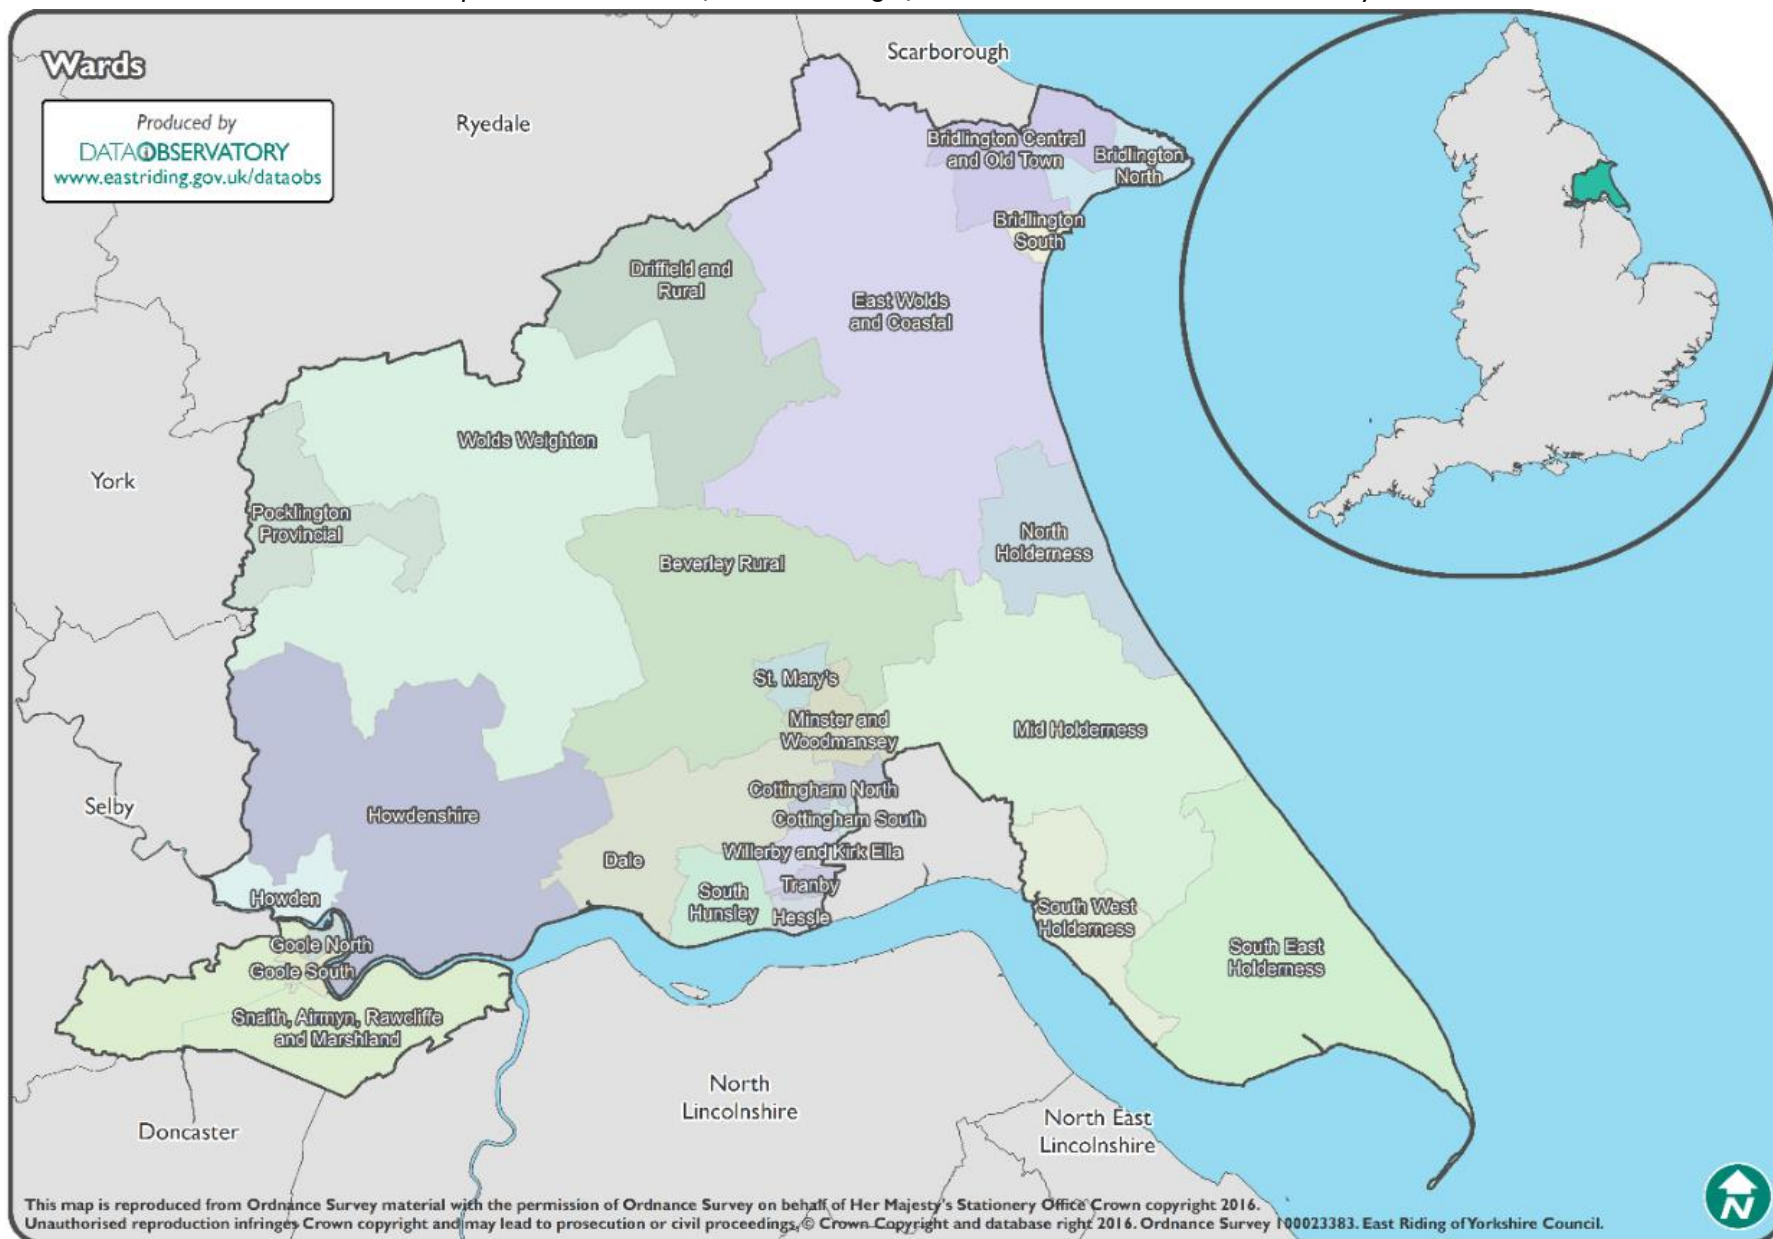 Wards
Produced by
DATA OBSERVATORY
www.eastriding.gov.uk/dataobs
Scarborough
Ryedale
Bridlington Central
and Old Town
Bridlington
North
Bridlington
South
Driffield and
Rural
East Wolds
and Coastal
Wolds Weighton
York
Pocklington
Provincial
North
Holderness
Beverley Rural
St. Mary's
Minster and
Woodmansey
Mid Holderness
Cottingham North
Selby
Howdenshire
Cottingham South
Dale
Willerby and Kirk Ella
Tranby
South
Hunsley
Hessle
Howden
South West
Holderness
Goole North
Goole South
South East
Holderness
Snaith, Airmyn, Rawcliffe
and Marshland
North
Lincolnshire
Doncaster
North East
Lincolnshire
This map is reproduced from Ordnance Survey material with the permission of Ordnance Survey on behalf of Her Majesty's Stationery Office Crown copyright 2016.
Unauthorised reproduction infringes Crown copyright and may lead to prosecution or civil proceedings, © Crown Copyright and database right 2016. Ordnance Survey 100023383. East Riding of Yorkshire Council.
N